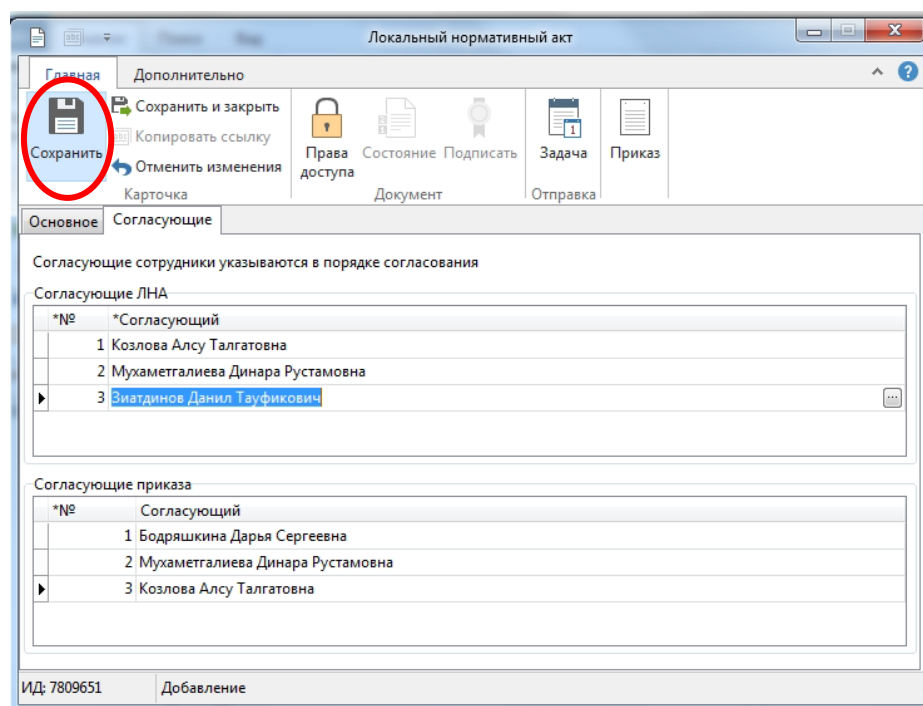 Локальный нормативный акт
Главная Дополнительно
Сохранить
Сохранить и закрыть
Копировать ссылку
Отменить изменения
Карточка
Права доступа
Состояние
Подписать
Документ
Задача
Отправка
Приказ
Основное Согласующие
Согласующие сотрудники указываются в порядке согласования
Согласующие ЛНА
*№ *Согласующий
1 Козлова Алсу Талгатовна
2 Мухаметгалиева Динара Рустамовна
3 Зиатдинов Данил Тауфикович
Согласующие приказа
*№ Согласующий
1 Бодряшкина Дарья Сергеевна
2 Мухаметгалиева Динара Рустамовна
3 Козлова Алсу Талгатовна
ИД: 7809651 Добавление